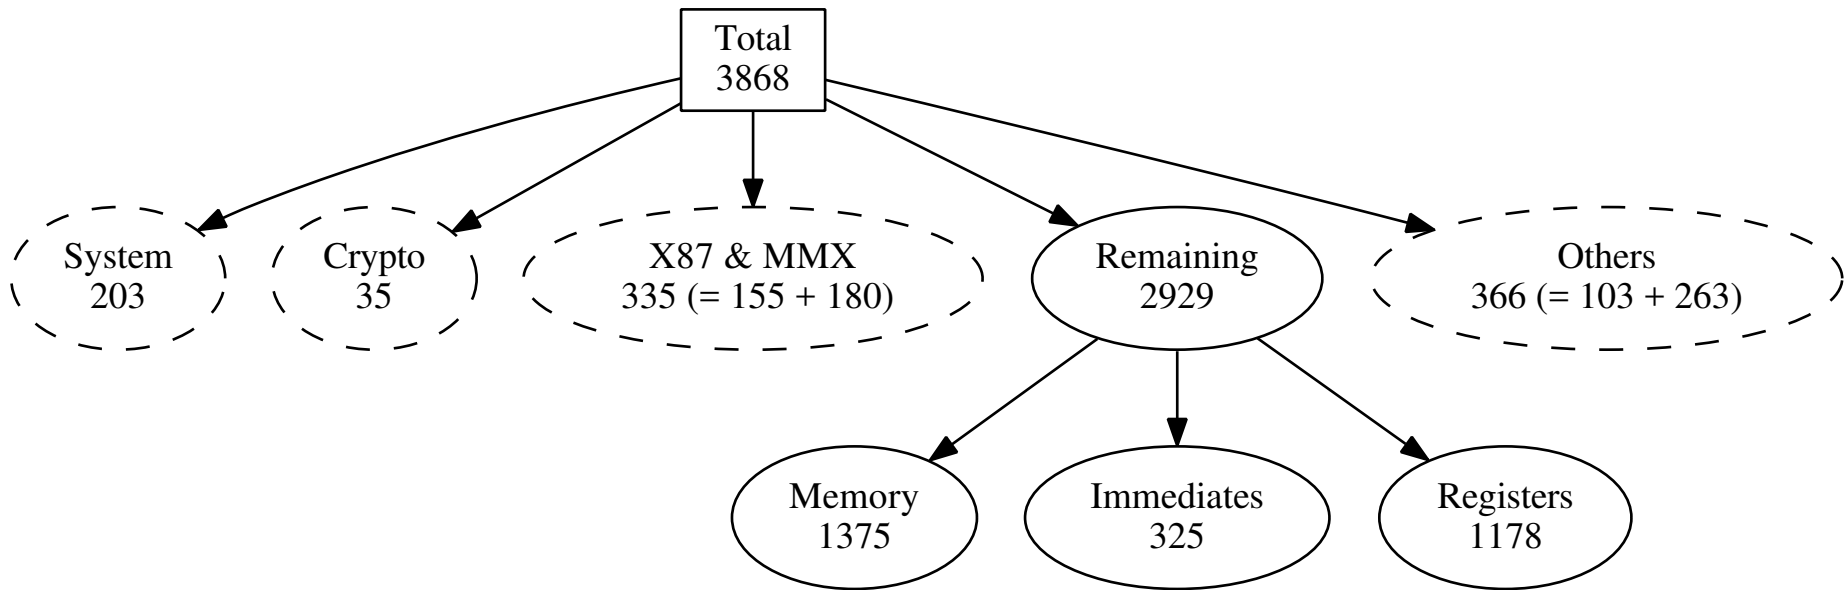 Total
3868
System
203
Crypto
35
X87 & MMX
335 (= 155 + 180)
Remaining
2929
Others
366 (= 103 + 263)
Memory
1375
Immediates
325
Registers
1178